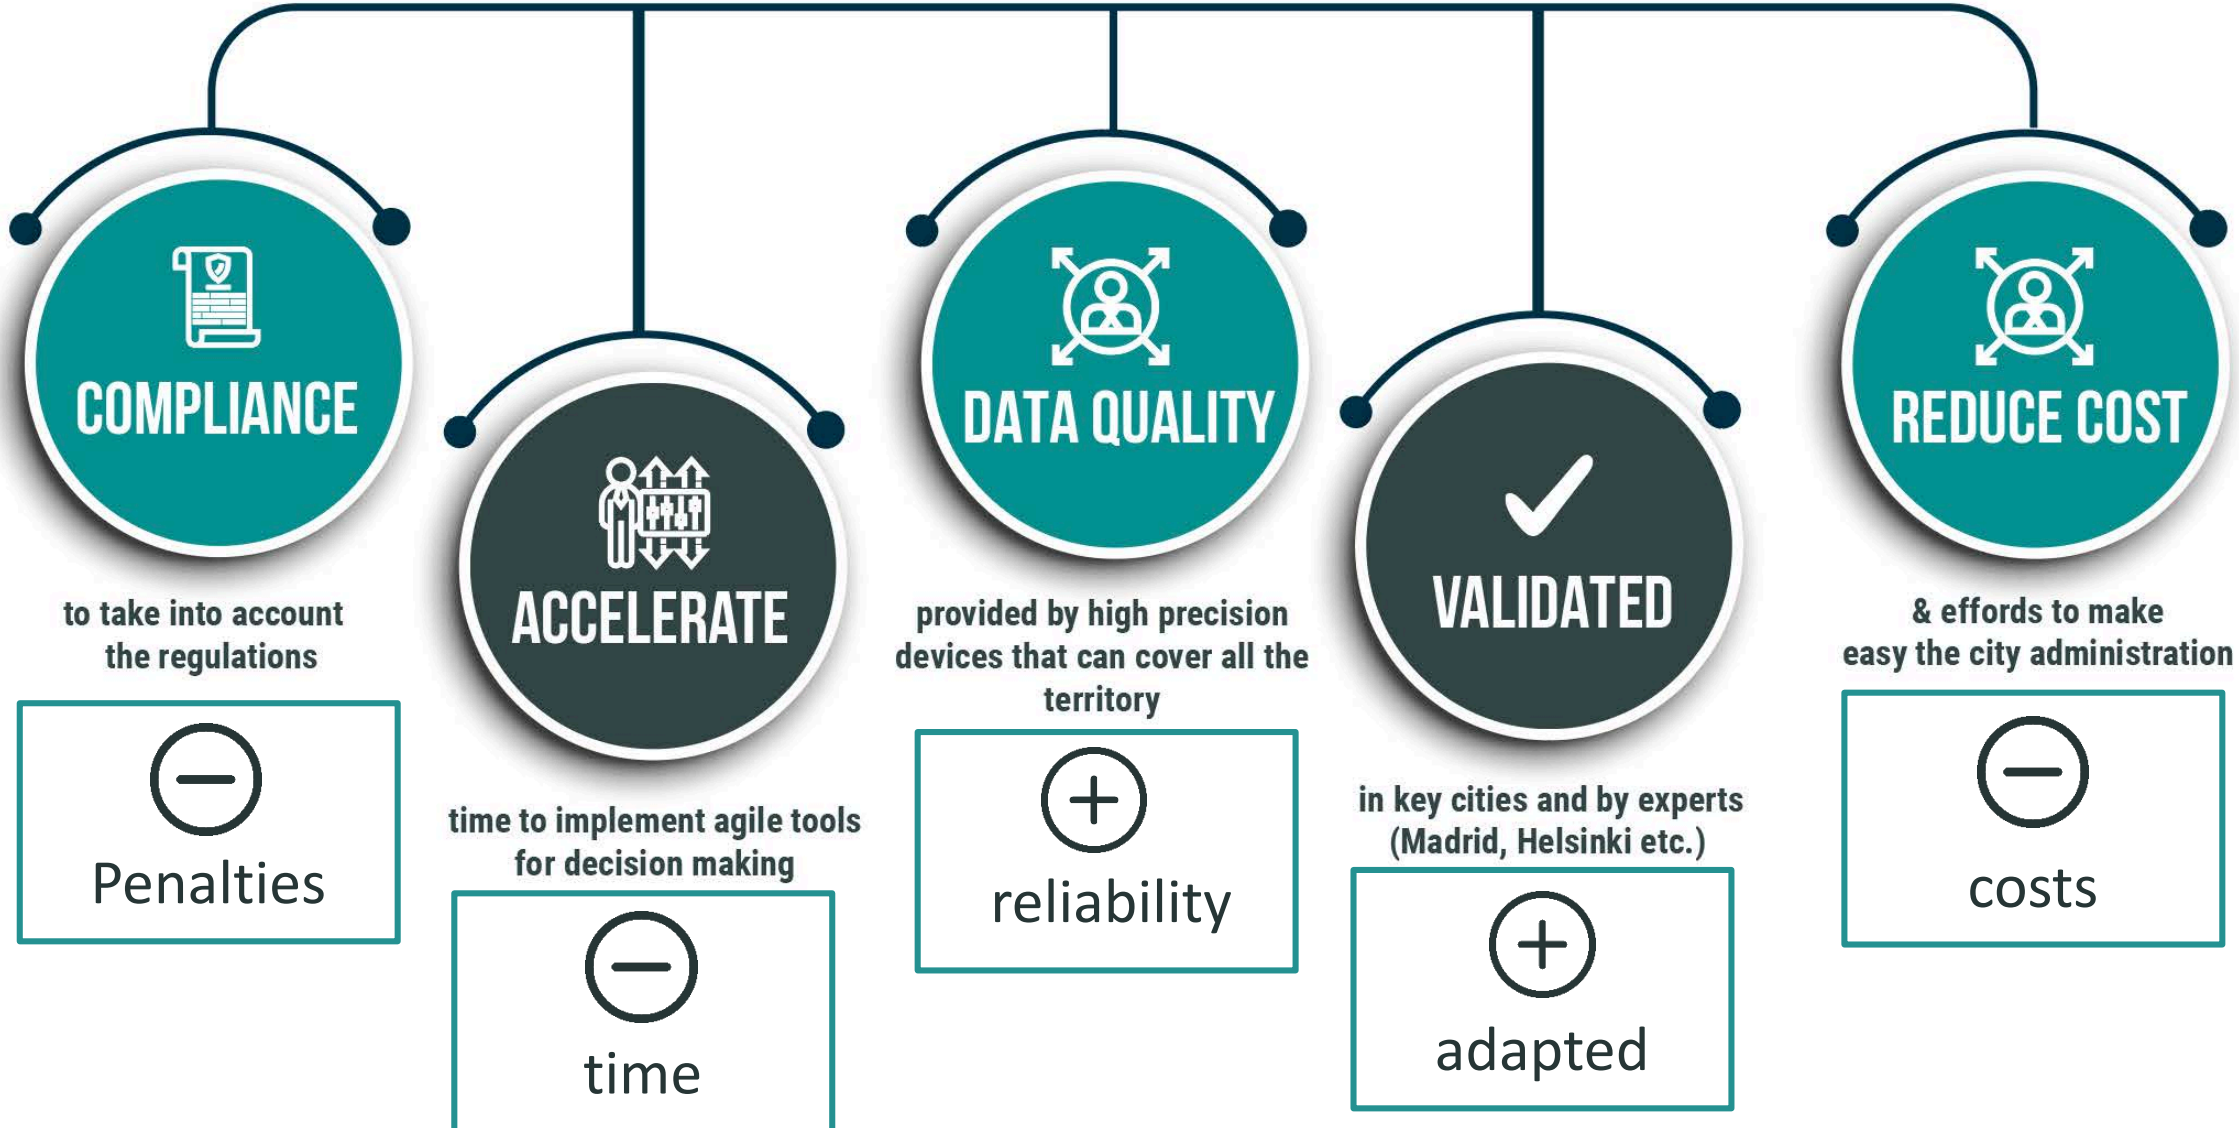 COMPLIANCE
to take into account
the regulations
Penalties
ACCELERATE
time to implement agile tools
for decision making
time
DATA QUALITY
provided by high precision
devices that can cover all the
territory
reliability
VALIDATED
in key cities and by experts
(Madrid, Helsinki etc.)
adapted
REDUCE COST
& effords to make
easy the city administration
costs